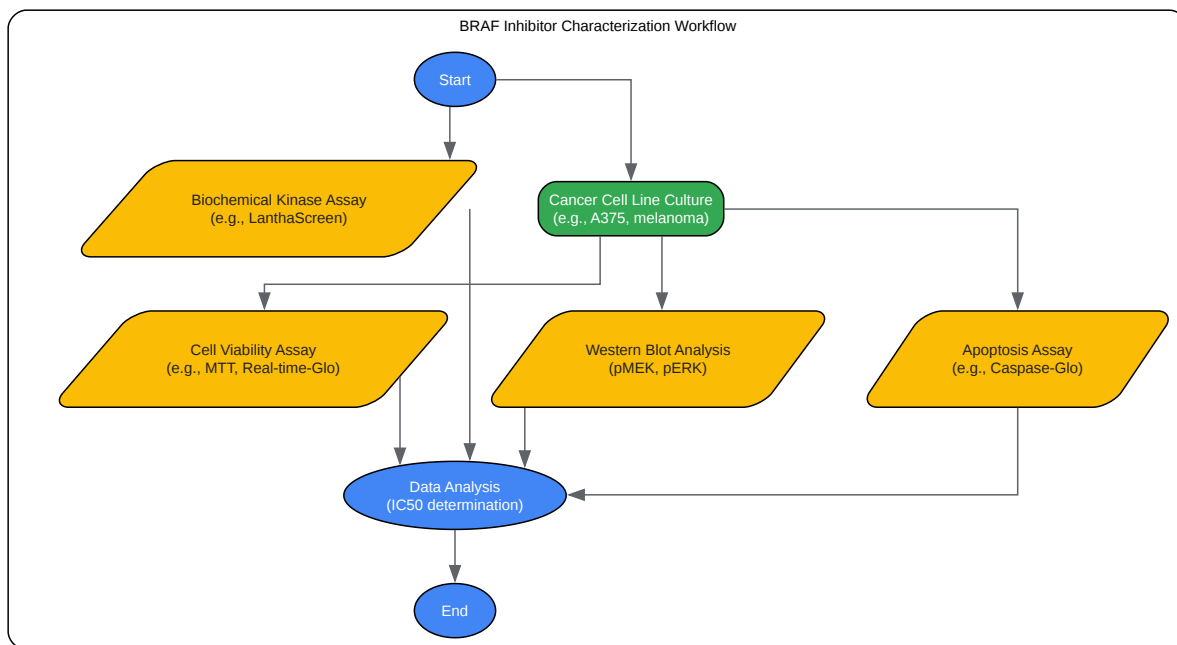 BRAF Inhibitor Characterization Workflow
Start
Biochemical Kinase Assay
(e.g., LanthaScreen)
Cancer Cell Line Culture
(e.g., A375, melanoma)
Cell Viability Assay
(e.g., MTT, Real-time-Glo)
Western Blot Analysis
(pMEK, pERK)
Apoptosis Assay
(e.g., Caspase-Glo)
Data Analysis
(IC50 determination)
End